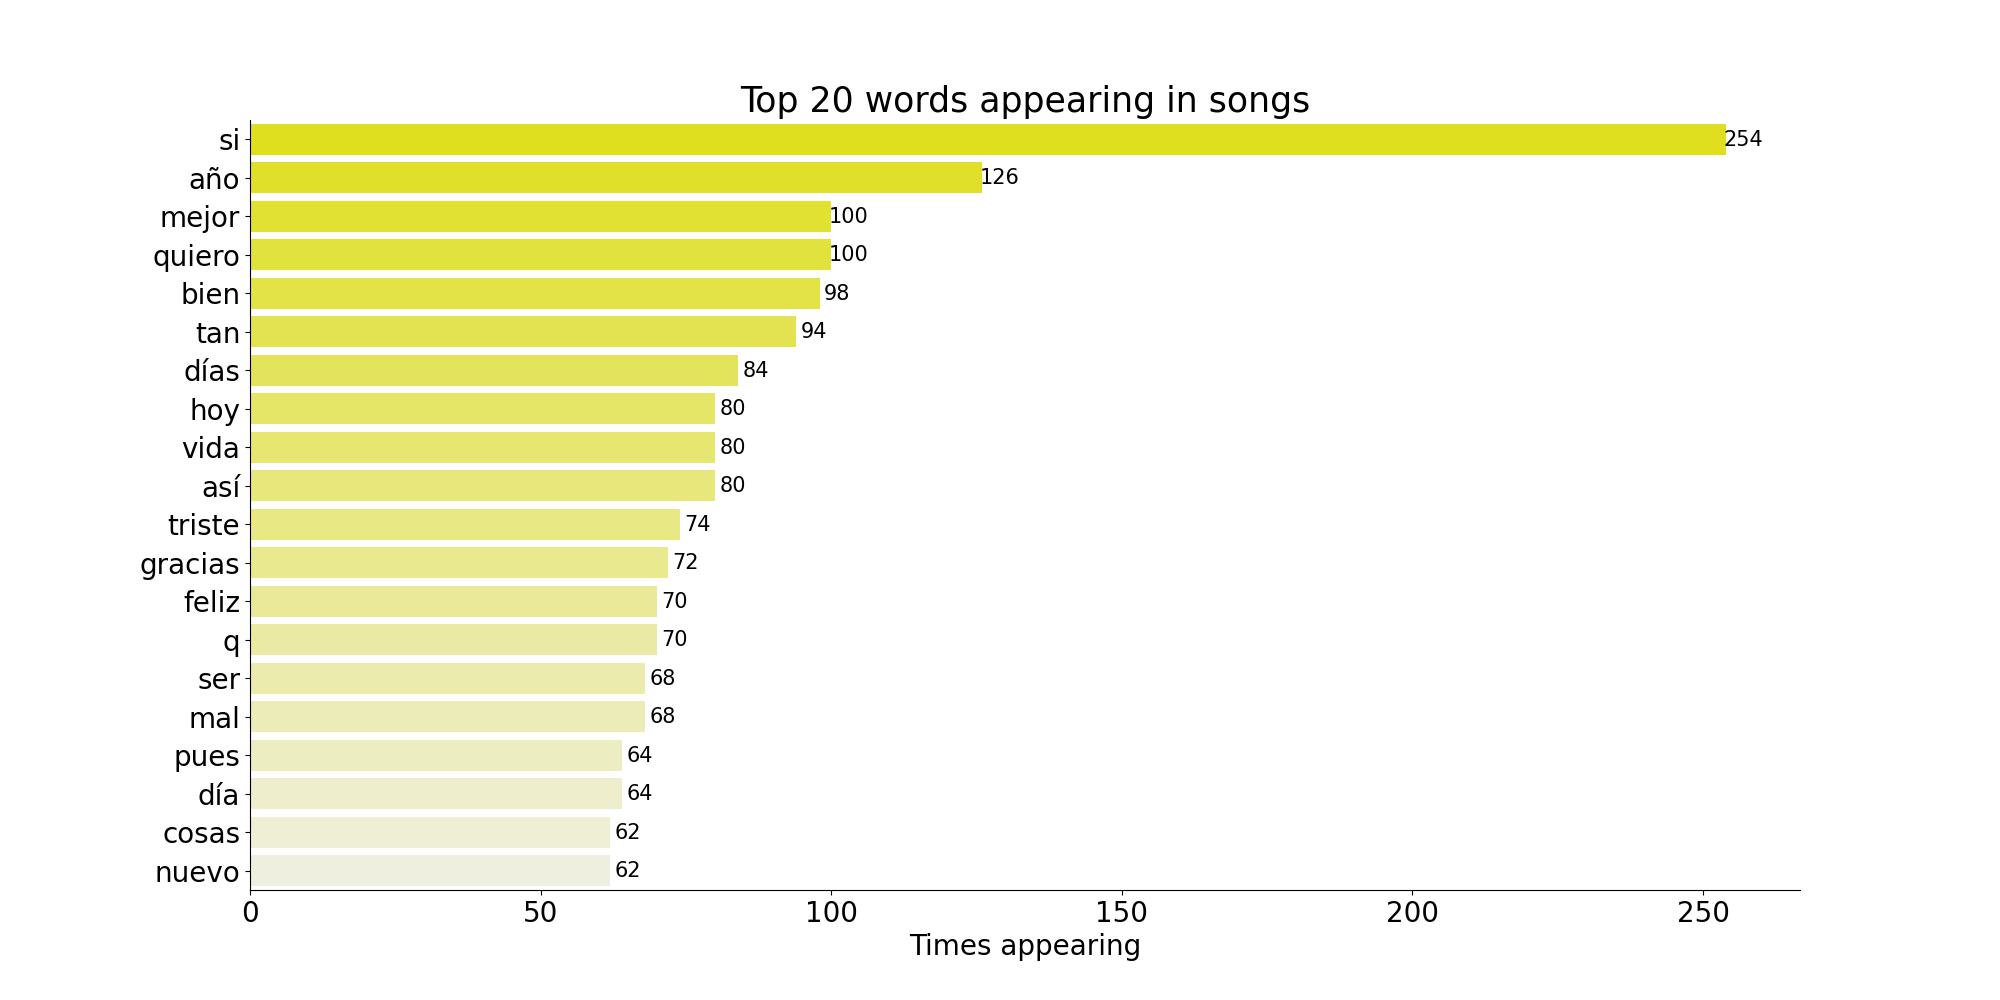 Top 20 words appearing in songs
si 254
año 126
mejor 100
quiero 100
bien 98
tan 94
días 84
hoy 80
vida 80
así 80
triste 74
gracias 72
feliz 70
q 70
ser 68
mal 68
pues 64
día 64
cosas 62
nuevo 62
0 50 100 150 200 250
Times appearing